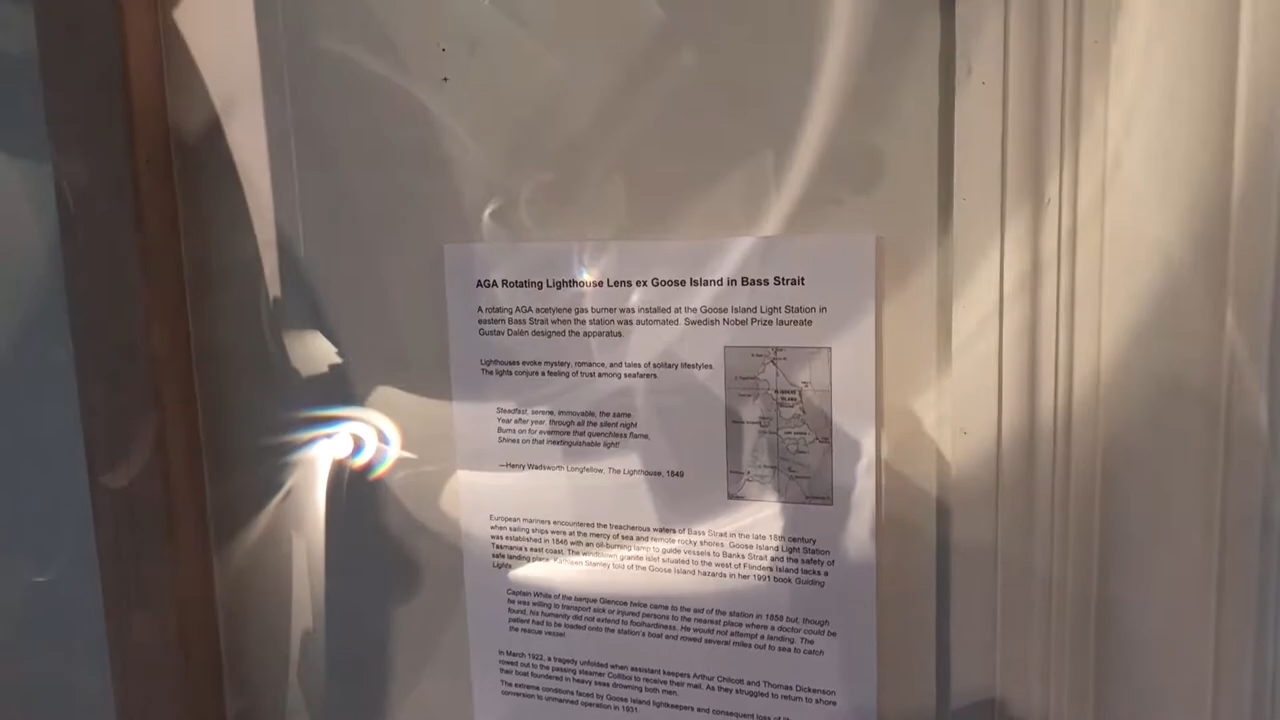 AGA Rotating Lighthouse Lens ex Goose Island in Bass Strait
A rotating AGA acetylene gas burner was installed at the Goose Island Light Station in
eastern Bass Strait when the station was automated. Swedish Nobel Prize laureate
Gustav Dalén designed the apparatus.
Lighthouses evoke mystery, romance, and tales of solitary lifestyles.
The lights conjure a feeling of trust among seafarers.
Steadfast, serene, immovable, the same
Year after year, through all the silent night
Burns on for evermore that quenchless flame,
Shines on that inextinguishable light!
—Henry Wadsworth Longfellow, The Lighthouse, 1849
European mariners encountered the treacherous waters of Bass Strait in the late 18th century
when sailing ships were at the mercy of sea and remote rocky shores. Goose Island Light Station
was established in 1846 with an oil-burning lamp to guide vessels to Banks Strait and the safety of
Tasmania's east coast. The windblown granite islet situated to the west of Flinders Island lacks a
safe landing place. Kathleen Stanley told of the Goose Island hazards in her 1991 book Guiding
Lights.
Captain White of the barque Glencoe twice came to the aid of the station in 1858 but, though
he was willing to transport sick or injured persons to the nearest place where a doctor could be
found, his humanity did not extend to foolhardiness. He would not attempt a landing. The
patient had to be loaded onto the station's boat and rowed several miles out to sea to catch
the rescue vessel.
In March 1922, a tragedy unfolded when assistant keepers Arthur Chilcott and Thomas Dickenson
rowed out to the passing steamer Colliboi to receive their mail. As they struggled to return to shore
their boat foundered in heavy seas drowning both men.
The extreme conditions faced by Goose Island lightkeepers and consequent loss of
conversion to unmanned operation in 1931.